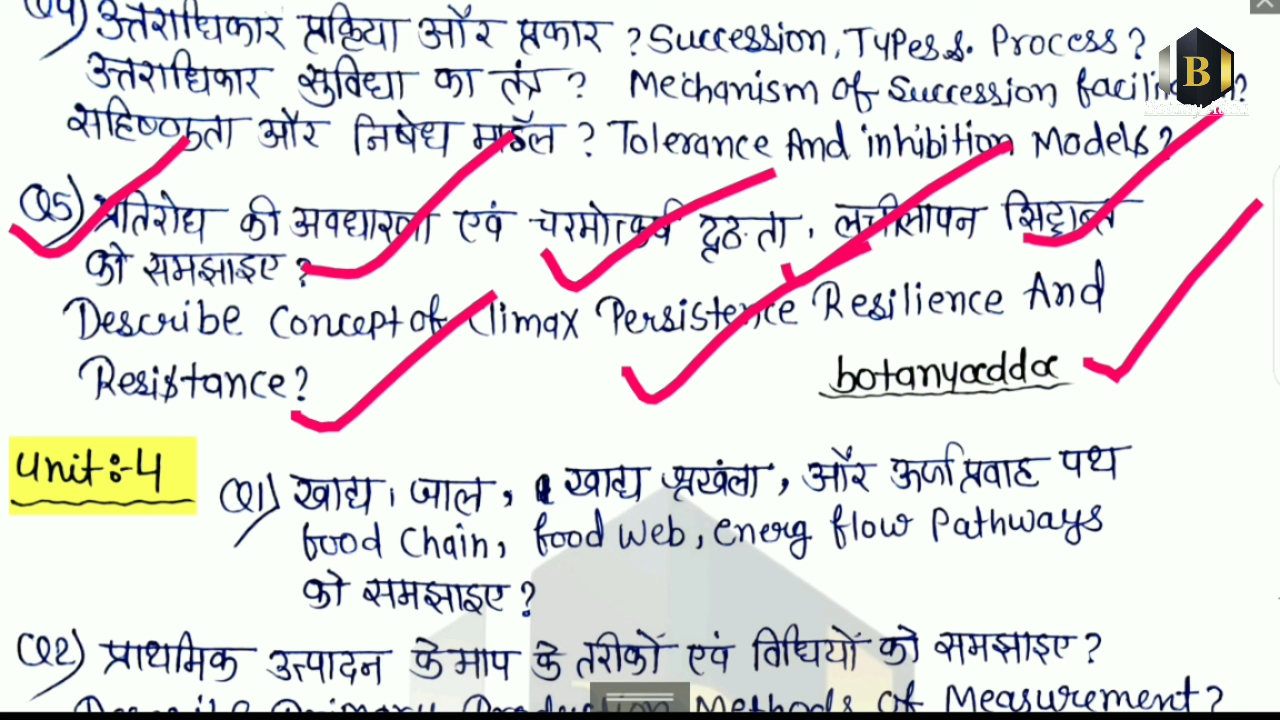 Q4) उत्तराधिकार प्रक्रिया और प्रकार ? Succession, Types & Process ?
उत्तराधिकार सुविधा का तंत्र ? Mechanism of Succession
सहिष्णुता और निषेध माडॅल ? Tolerance And inhibition Models ?
Q5) प्रतिरोध की अवधारणा एवं चरमोत्कर्ष दृढ़ता, लचीलापन सिद्धान्त
को समझाइए ?
Describe Concept of Climax Persistence Resilience And
Resistance ?
botanyadda
Unit:-4
Q1) खाद्य जाल, खाद्य श्रृखंला, और ऊर्जा प्रवाह पथ
food Chain, food Web, energ flow Pathways
को समझाइए ?
Q2) प्राथमिक उत्पादन के माप के तरीकों एवं विधियों को समझाइए ?
Methods of Measurement ?
B